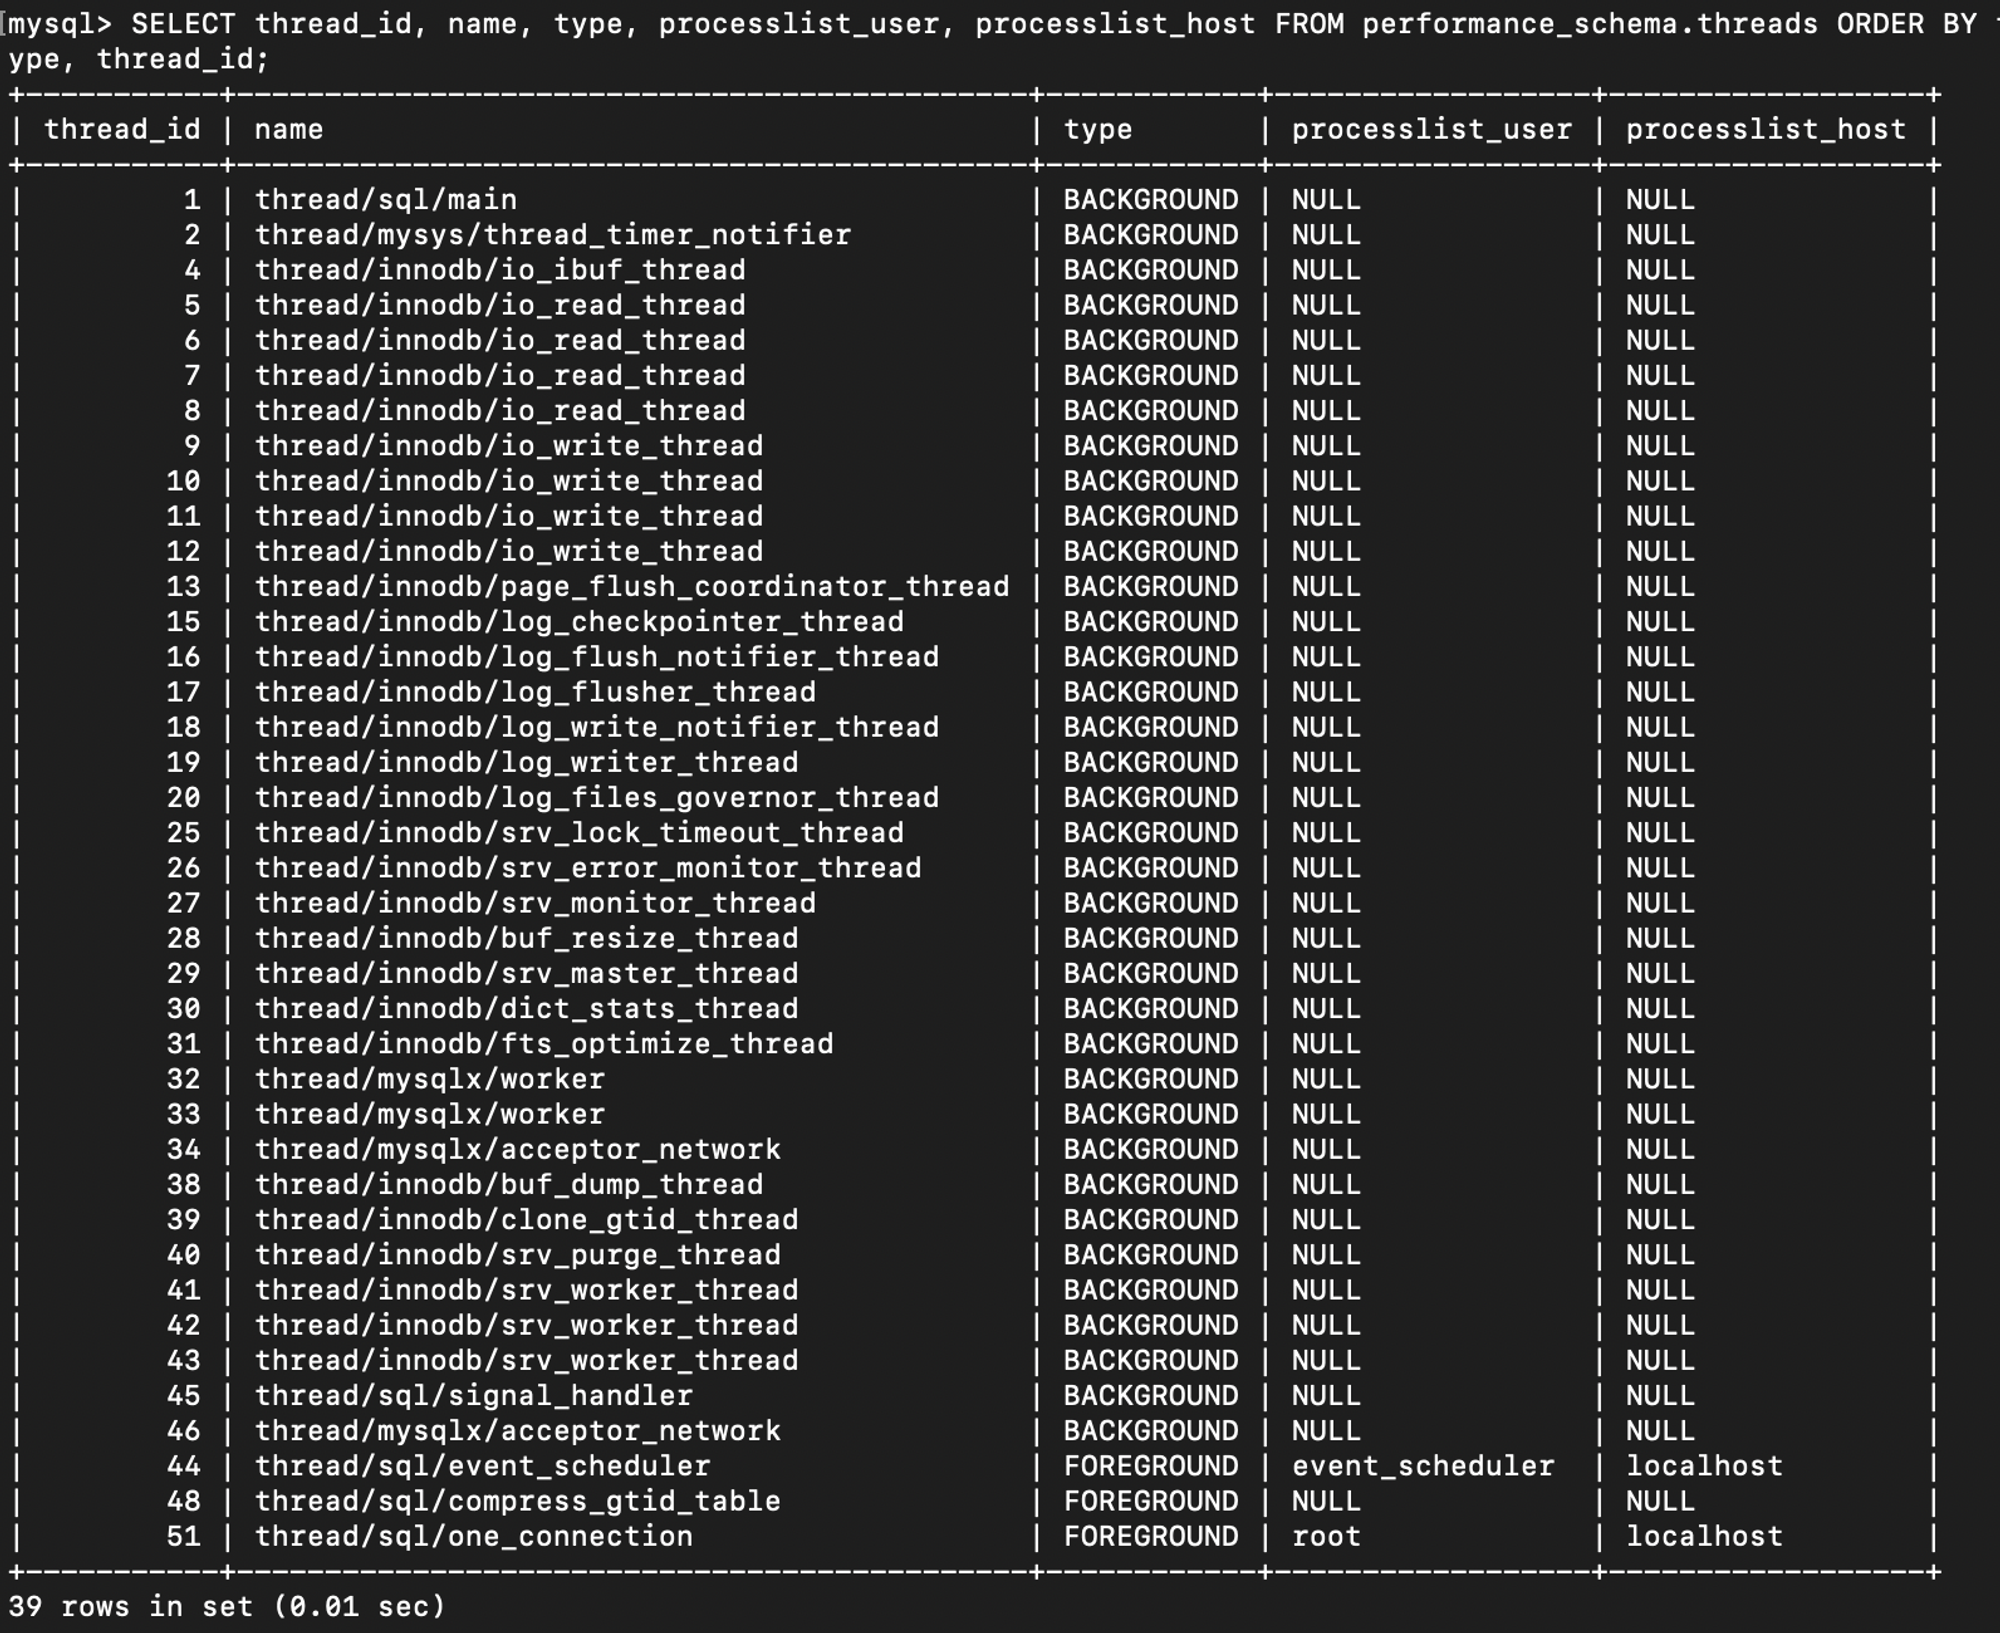 mysql> SELECT thread_id, name, type, processlist_user, processlist_host FROM performance_schema.threads ORDER BY t
ype, thread_id;
+-----------+---------------------------------------------+------------+------------------+------------------+
| thread_id | name                                        | type       | processlist_user | processlist_host |
+-----------+---------------------------------------------+------------+------------------+------------------+
|         1 | thread/sql/main                             | BACKGROUND | NULL             | NULL             |
|         2 | thread/mysys/thread_timer_notifier          | BACKGROUND | NULL             | NULL             |
|         4 | thread/innodb/io_ibuf_thread                | BACKGROUND | NULL             | NULL             |
|         5 | thread/innodb/io_read_thread                | BACKGROUND | NULL             | NULL             |
|         6 | thread/innodb/io_read_thread                | BACKGROUND | NULL             | NULL             |
|         7 | thread/innodb/io_read_thread                | BACKGROUND | NULL             | NULL             |
|         8 | thread/innodb/io_read_thread                | BACKGROUND | NULL             | NULL             |
|         9 | thread/innodb/io_write_thread               | BACKGROUND | NULL             | NULL             |
|        10 | thread/innodb/io_write_thread               | BACKGROUND | NULL             | NULL             |
|        11 | thread/innodb/io_write_thread               | BACKGROUND | NULL             | NULL             |
|        12 | thread/innodb/io_write_thread               | BACKGROUND | NULL             | NULL             |
|        13 | thread/innodb/page_flush_coordinator_thread | BACKGROUND | NULL             | NULL             |
|        15 | thread/innodb/log_checkpointer_thread       | BACKGROUND | NULL             | NULL             |
|        16 | thread/innodb/log_flush_notifier_thread     | BACKGROUND | NULL             | NULL             |
|        17 | thread/innodb/log_flusher_thread            | BACKGROUND | NULL             | NULL             |
|        18 | thread/innodb/log_write_notifier_thread     | BACKGROUND | NULL             | NULL             |
|        19 | thread/innodb/log_writer_thread             | BACKGROUND | NULL             | NULL             |
|        20 | thread/innodb/log_files_governor_thread     | BACKGROUND | NULL             | NULL             |
|        25 | thread/innodb/srv_lock_timeout_thread       | BACKGROUND | NULL             | NULL             |
|        26 | thread/innodb/srv_error_monitor_thread      | BACKGROUND | NULL             | NULL             |
|        27 | thread/innodb/srv_monitor_thread            | BACKGROUND | NULL             | NULL             |
|        28 | thread/innodb/buf_resize_thread             | BACKGROUND | NULL             | NULL             |
|        29 | thread/innodb/srv_master_thread             | BACKGROUND | NULL             | NULL             |
|        30 | thread/innodb/dict_stats_thread             | BACKGROUND | NULL             | NULL             |
|        31 | thread/innodb/fts_optimize_thread           | BACKGROUND | NULL             | NULL             |
|        32 | thread/mysqlx/worker                        | BACKGROUND | NULL             | NULL             |
|        33 | thread/mysqlx/worker                        | BACKGROUND | NULL             | NULL             |
|        34 | thread/mysqlx/acceptor_network              | BACKGROUND | NULL             | NULL             |
|        38 | thread/innodb/buf_dump_thread               | BACKGROUND | NULL             | NULL             |
|        39 | thread/innodb/clone_gtid_thread             | BACKGROUND | NULL             | NULL             |
|        40 | thread/innodb/srv_purge_thread              | BACKGROUND | NULL             | NULL             |
|        41 | thread/innodb/srv_worker_thread             | BACKGROUND | NULL             | NULL             |
|        42 | thread/innodb/srv_worker_thread             | BACKGROUND | NULL             | NULL             |
|        43 | thread/innodb/srv_worker_thread             | BACKGROUND | NULL             | NULL             |
|        45 | thread/sql/signal_handler                   | BACKGROUND | NULL             | NULL             |
|        46 | thread/mysqlx/acceptor_network              | BACKGROUND | NULL             | NULL             |
|        44 | thread/sql/event_scheduler                  | FOREGROUND | event_scheduler  | localhost        |
|        48 | thread/sql/compress_gtid_table              | FOREGROUND | NULL             | NULL             |
|        51 | thread/sql/one_connection                   | FOREGROUND | root             | localhost        |
+-----------+---------------------------------------------+------------+------------------+------------------+
39 rows in set (0.01 sec)